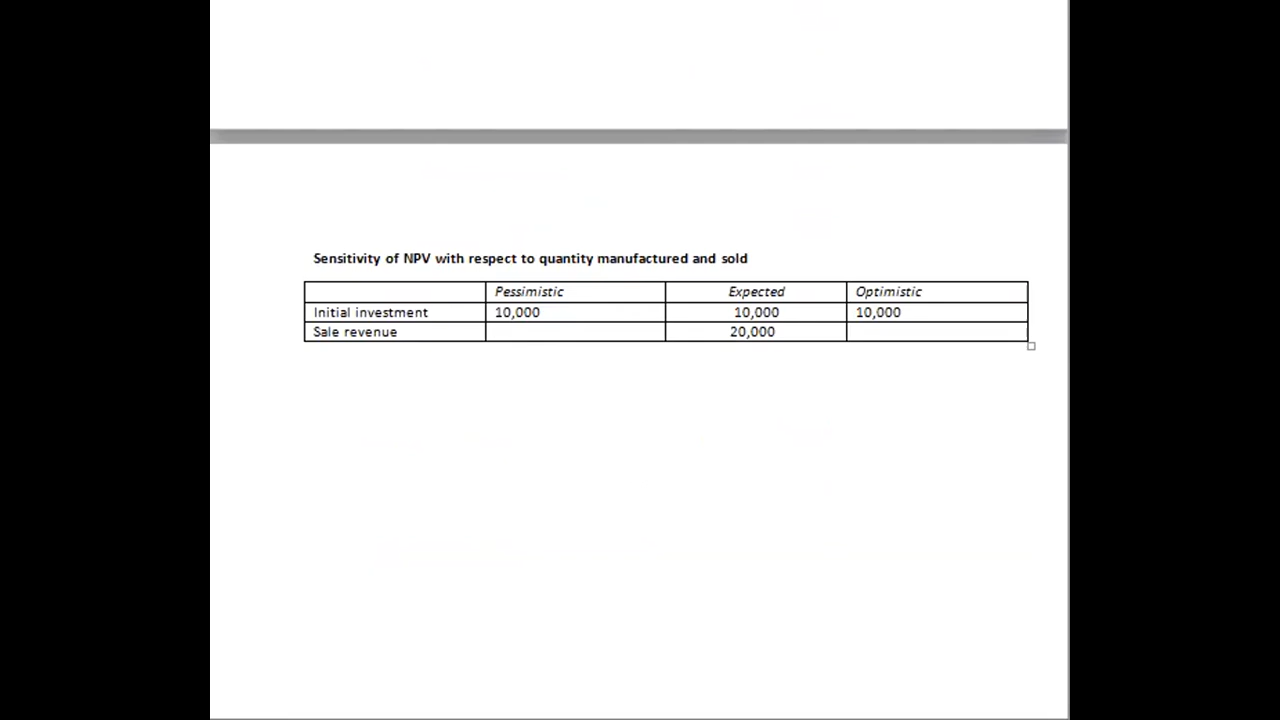 Sensitivity of NPV with respect to quantity manufactured and sold
Pessimistic Expected Optimistic
Initial investment 10,000 10,000 10,000
Sale revenue 20,000